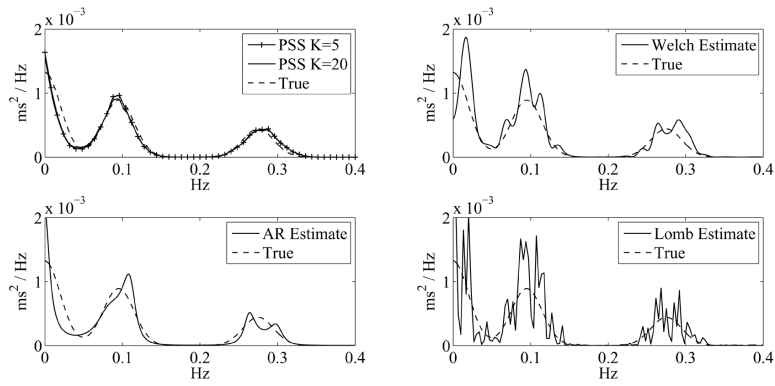 x 10⁻³
2
1
0
ms² / Hz
PSS K=5
PSS K=20
True
0 0.1 0.2 0.3 0.4
Hz
x 10⁻³
2
1
0
ms² / Hz
Welch Estimate
True
0 0.1 0.2 0.3 0.4
Hz
x 10⁻³
2
1
0
ms² / Hz
AR Estimate
True
0 0.1 0.2 0.3 0.4
Hz
x 10⁻³
2
1
0
ms² / Hz
Lomb Estimate
True
0 0.1 0.2 0.3 0.4
Hz